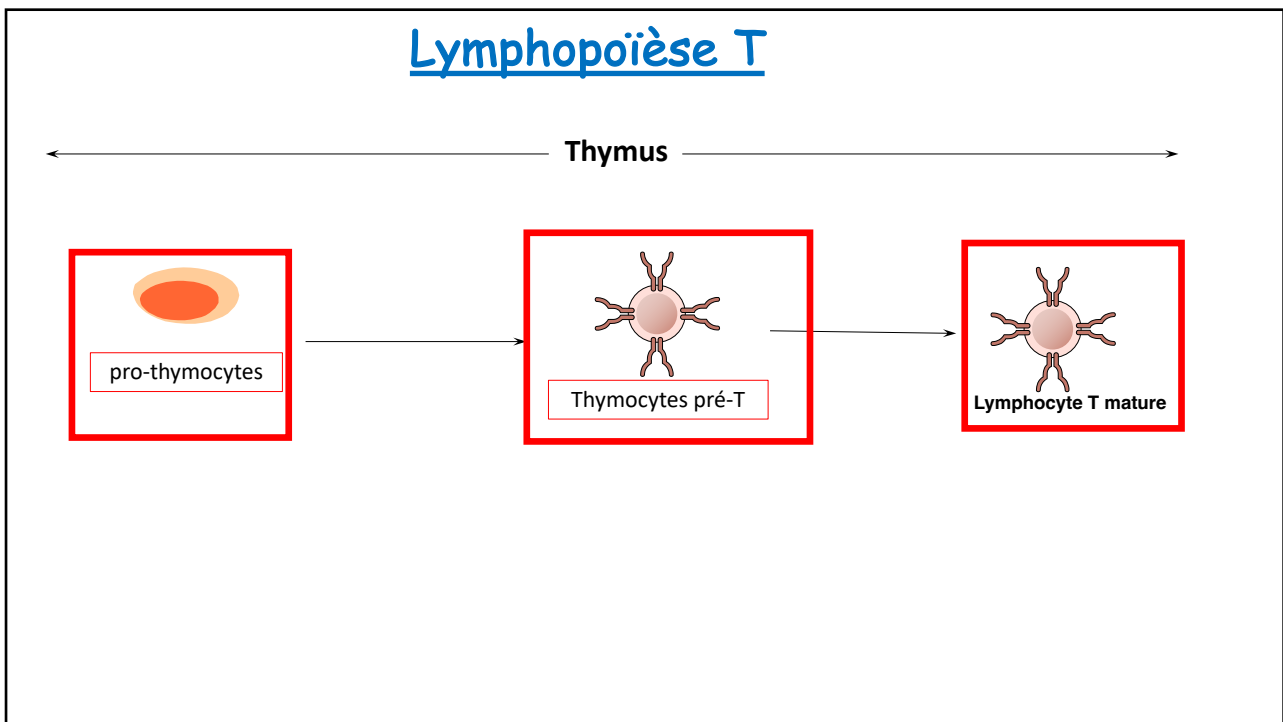 Lymphopoïèse T
Thymus
pro-thymocytes
Thymocytes pré-T
Lymphocyte T mature